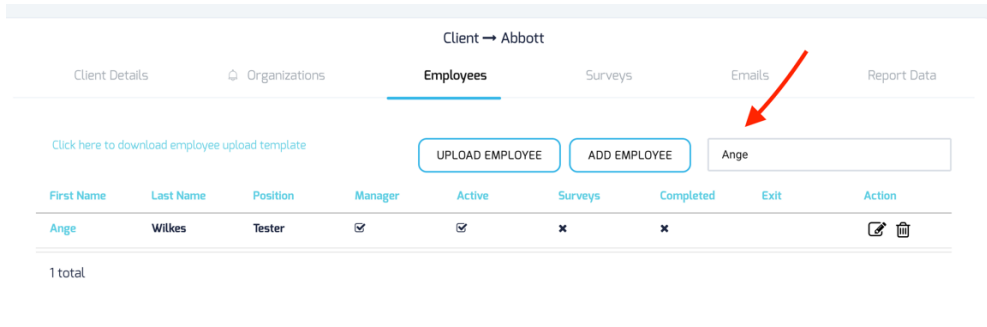 Client → Abbott
Client Details Organizations Employees Surveys Emails Report Data
Click here to download employee upload template UPLOAD EMPLOYEE ADD EMPLOYEE Ange
First Name Last Name Position Manager Active Surveys Completed Exit Action
Ange Wilkes Tester
1 total